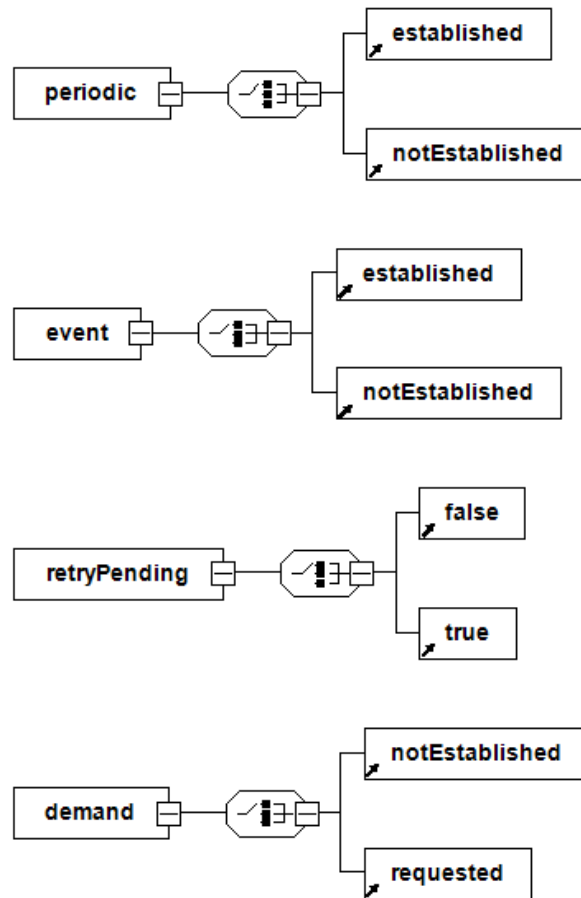 established
periodic
notEstablished
established
event
notEstablished
false
retryPending
true
notEstablished
demand
requested